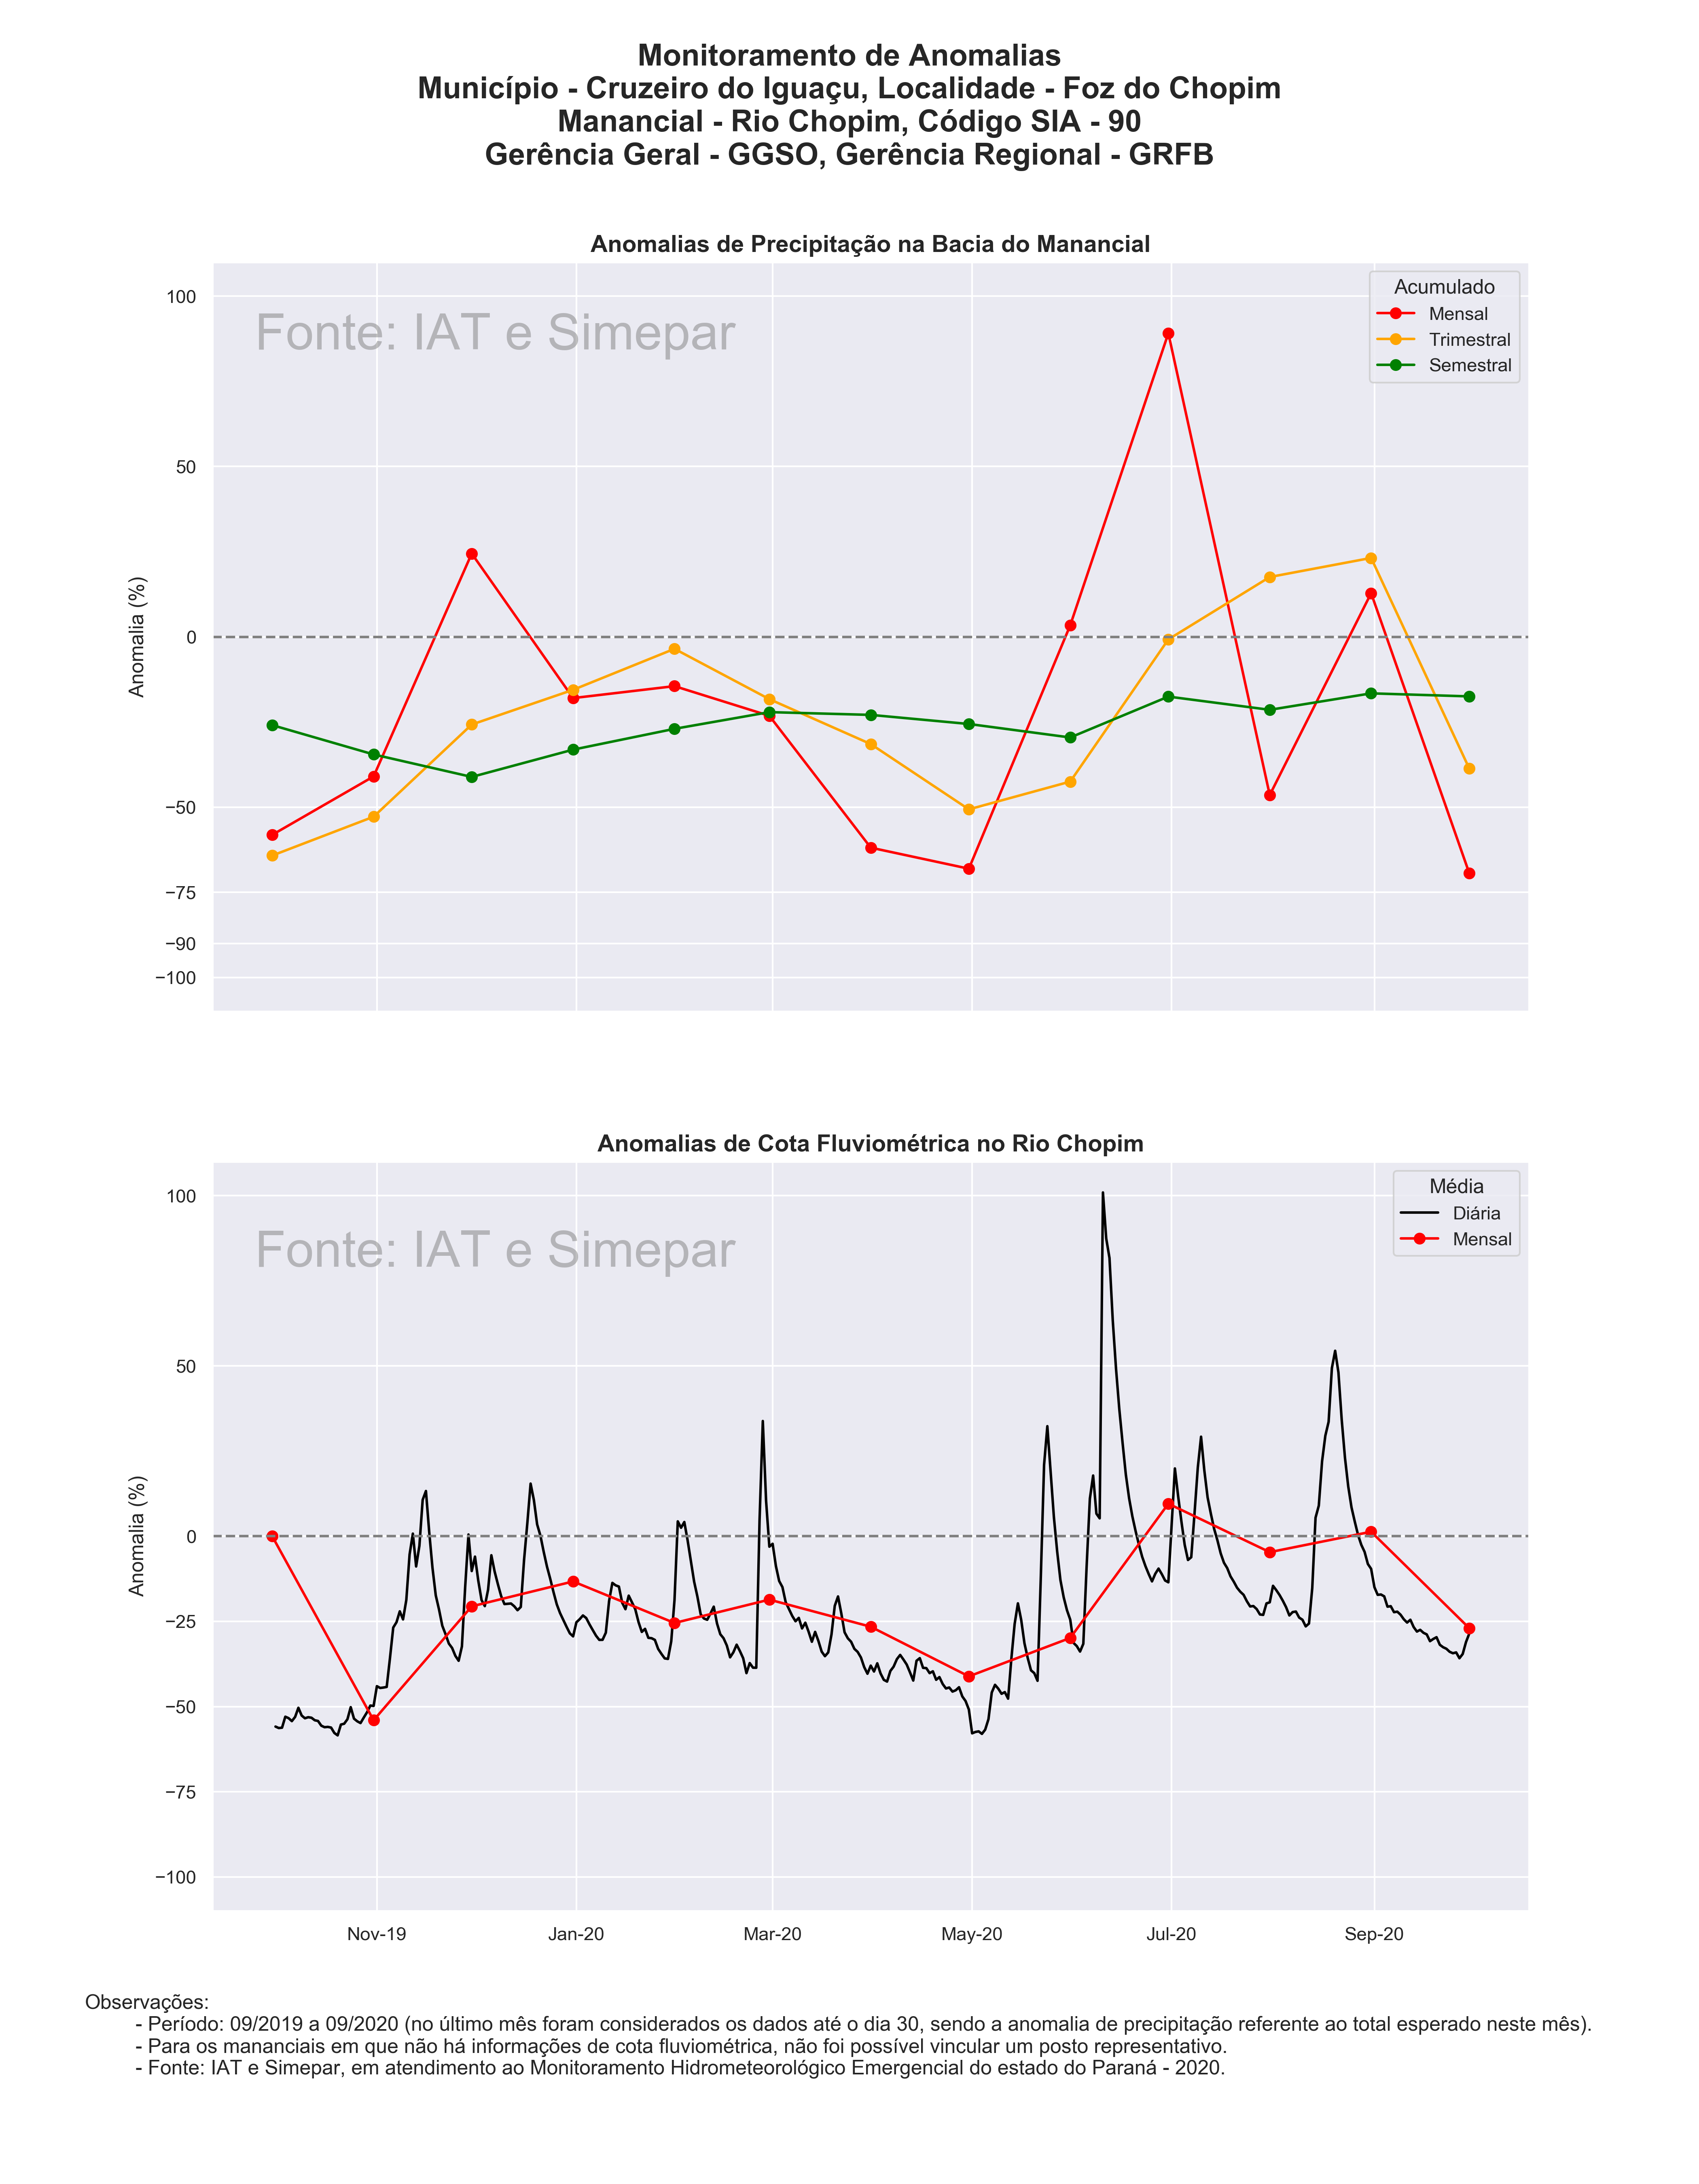 Monitoramento de Anomalias
Município - Cruzeiro do Iguaçu, Localidade - Foz do Chopim
Manancial - Rio Chopim, Código SIA - 90
Gerência Geral - GGSO, Gerência Regional - GRFB
Anomalias de Precipitação na Bacia do Manancial
Fonte: IAT e Simepar
Acumulado
Mensal
Trimestral
Semestral
Anomalia (%)
100
50
0
−50
−75
−90
−100
Anomalias de Cota Fluviométrica no Rio Chopim
Fonte: IAT e Simepar
Média
Diária
Mensal
Anomalia (%)
100
50
0
−25
−50
−75
−100
Nov-19
Jan-20
Mar-20
May-20
Jul-20
Sep-20
Observações:
- Período: 09/2019 a 09/2020 (no último mês foram considerados os dados até o dia 30, sendo a anomalia de precipitação referente ao total esperado neste mês).
- Para os mananciais em que não há informações de cota fluviométrica, não foi possível vincular um posto representativo.
- Fonte: IAT e Simepar, em atendimento ao Monitoramento Hidrometeorológico Emergencial do estado do Paraná - 2020.